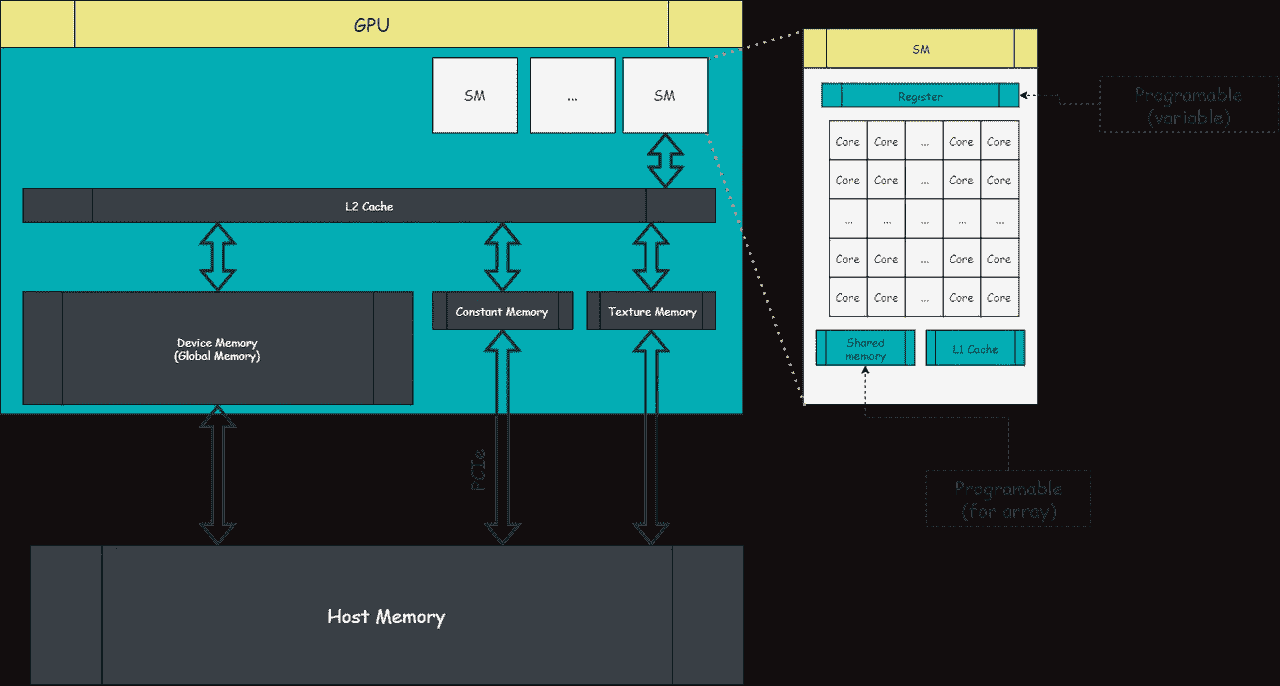 GPU
SM
...
SM
L2 Cache
Device Memory
(Global Memory)
Constant Memory
Texture Memory
PCIe
Host Memory
SM
Register
Core Core ... Core Core
Core Core ... Core Core
... ... ... ... ...
Core Core ... Core Core
Core Core ... Core Core
Shared
memory
L1 Cache
Programable
(variable)
Programable
(for array)